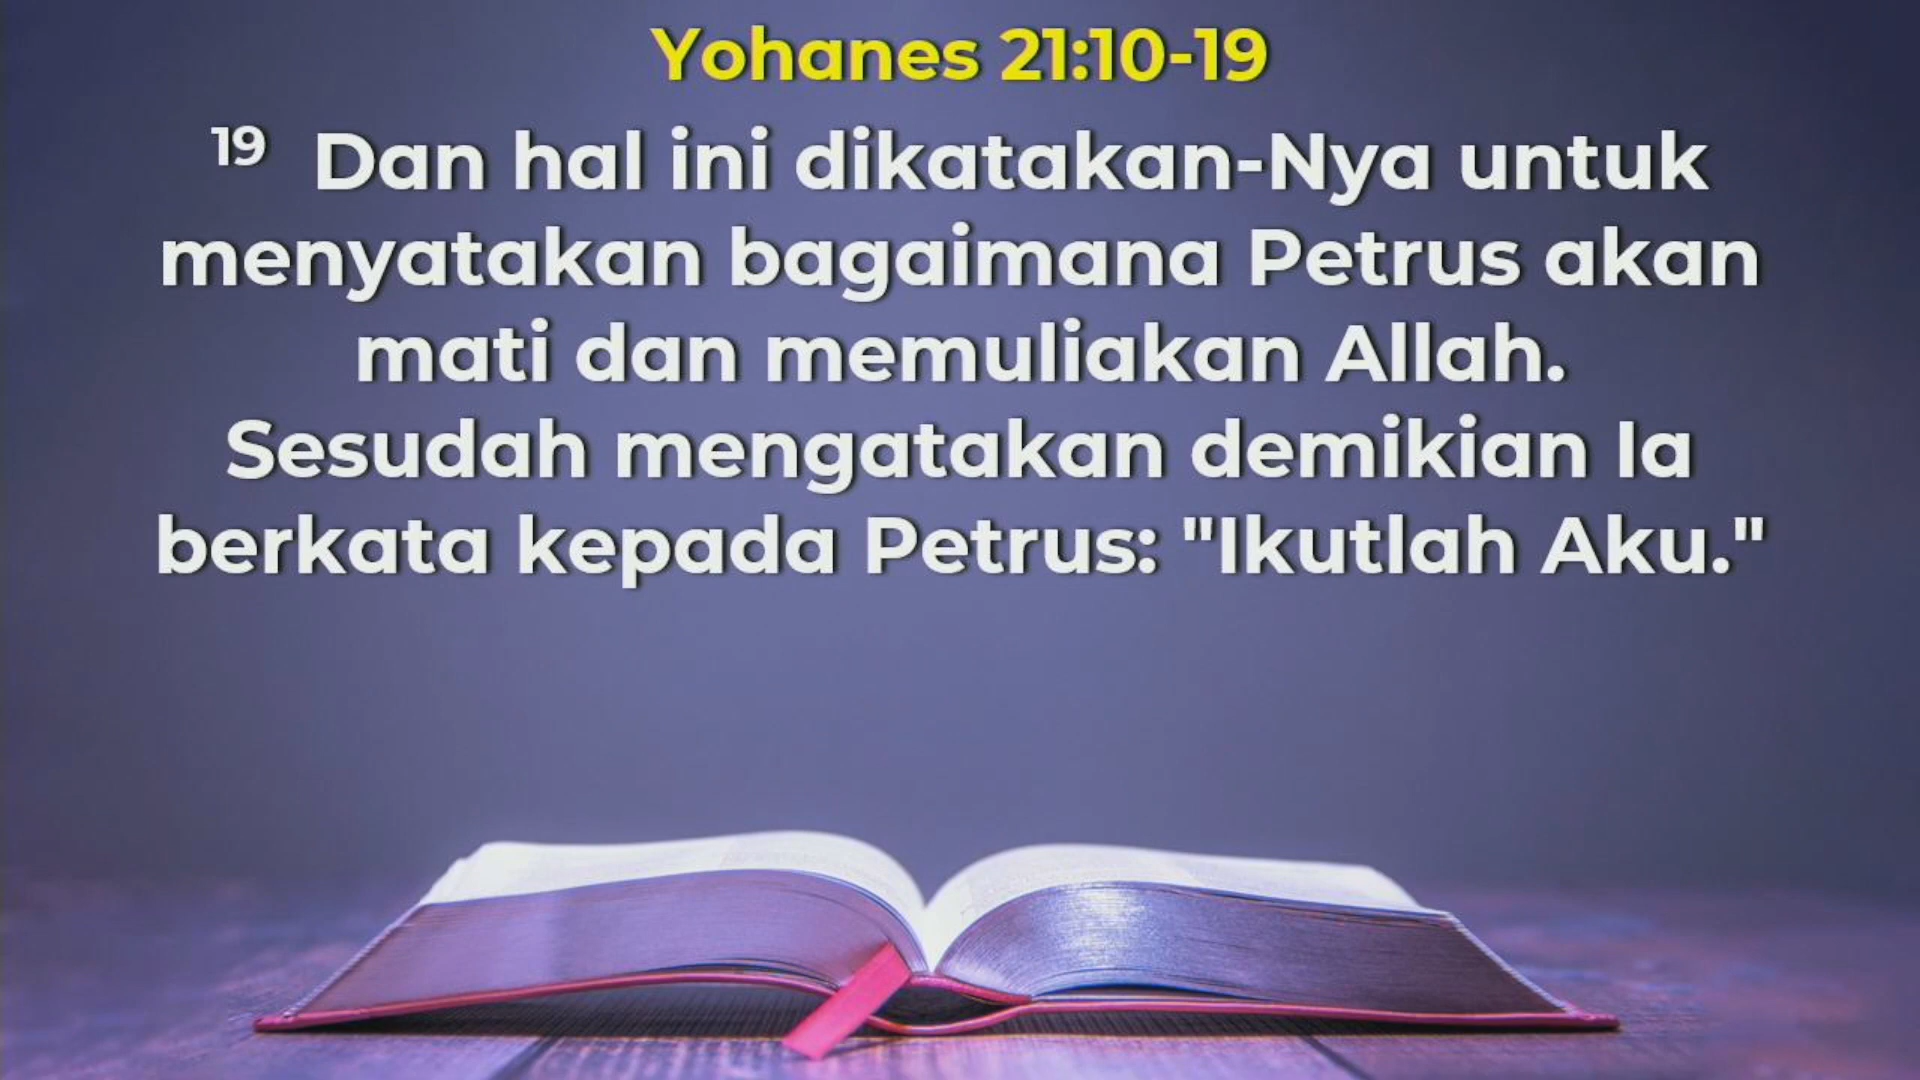 Yohanes 21:10-19
19 Dan hal ini dikatakan-Nya untuk
menyatakan bagaimana Petrus akan
mati dan memuliakan Allah.
Sesudah mengatakan demikian Ia
berkata kepada Petrus: "Ikutlah Aku."